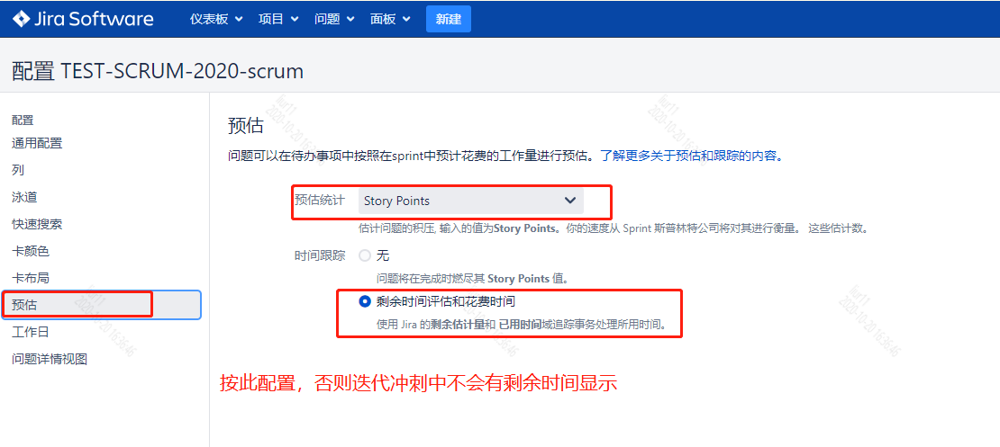 Jira Software 仪表板 项目 问题 面板 新建
配置 TEST-SCRUM-2020-scrum
配置
通用配置
列
泳道
快速搜索
卡颜色
卡布局
预估
工作日
问题详情视图
预估
问题可以在待办事项中按照在sprint中预计花费的工作量进行预估。了解更多关于预估和跟踪的内容。
预估统计 Story Points
估计问题的积压, 输入的值为Story Points。你的速度从 Sprint 斯普林特公司将对其进行衡量。 这些估计数。
时间跟踪 无
问题将在完成时燃尽其 Story Points 值。
剩余时间评估和花费时间
使用 Jira 的剩余估计量和 已用时间域追踪事务处理所用时间。
按此配置，否则迭代冲刺中不会有剩余时间显示